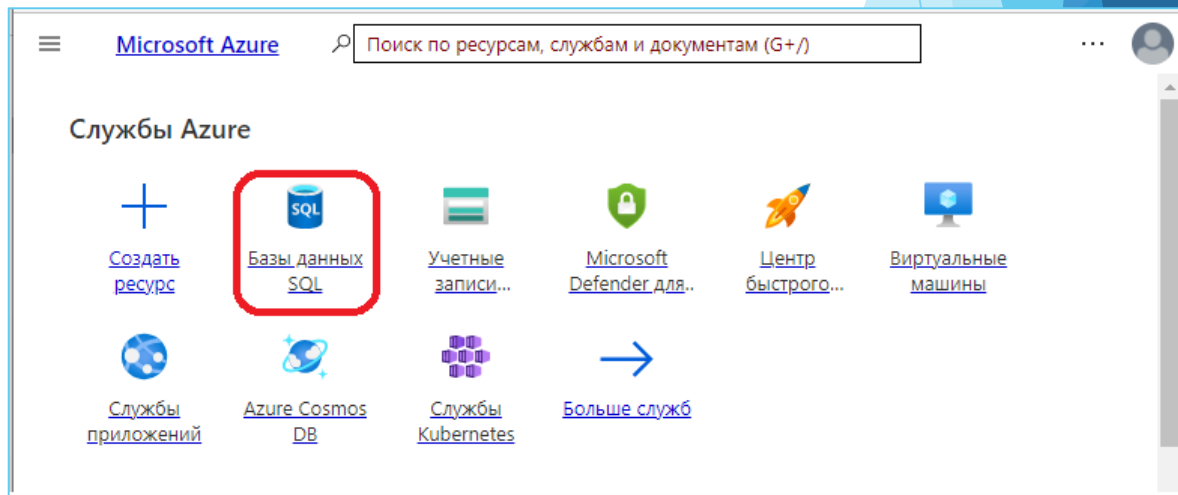 Microsoft Azure
Поиск по ресурсам, службам и документам (G+/)
Службы Azure
SQL
Создать
ресурс
Базы данных
SQL
Учетные
записи...
Microsoft
Defender для..
Центр
быстрого...
Виртуальные
машины
Службы
приложений
Azure Cosmos
DB
Службы
Kubernetes
Больше служб